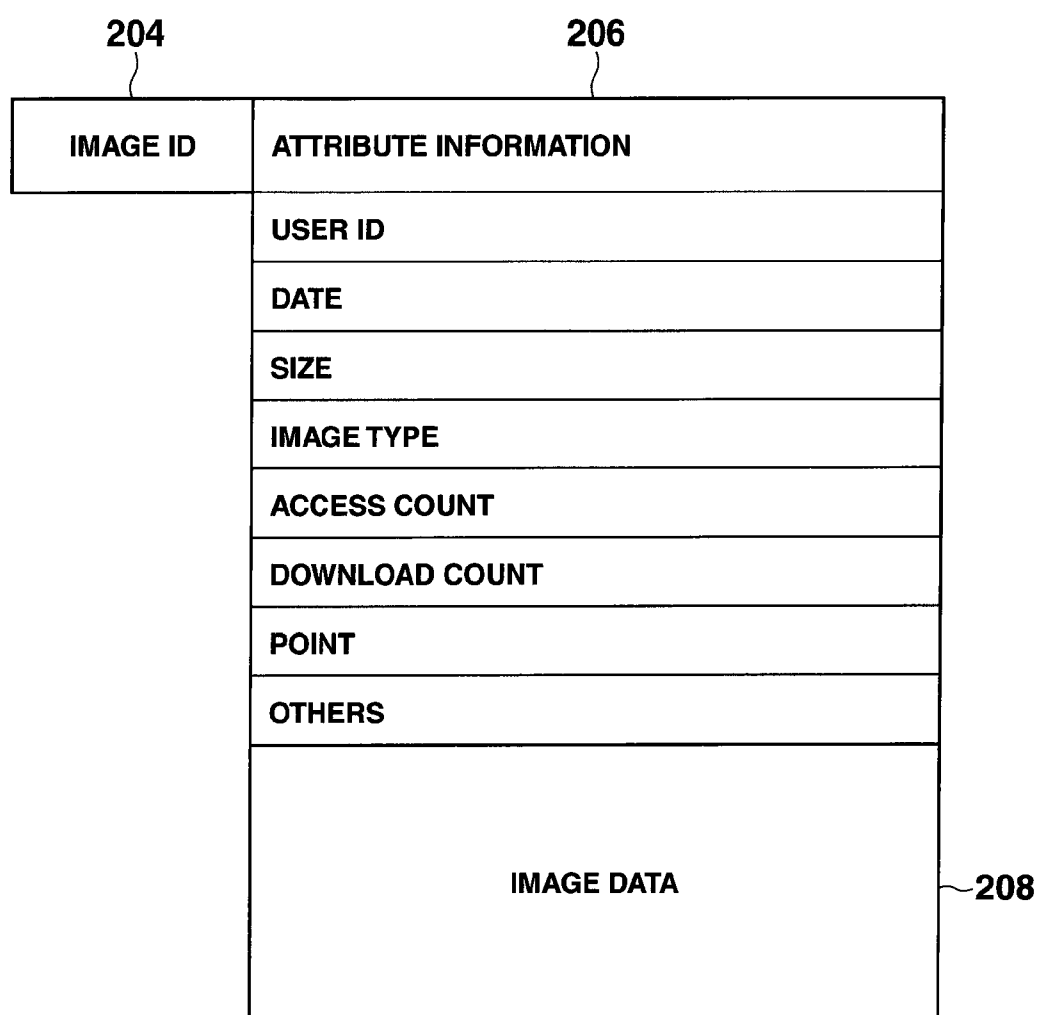 204 206
IMAGE ID ATTRIBUTE INFORMATION
USER ID
DATE
SIZE
IMAGE TYPE
ACCESS COUNT
DOWNLOAD COUNT
POINT
OTHERS
IMAGE DATA 208